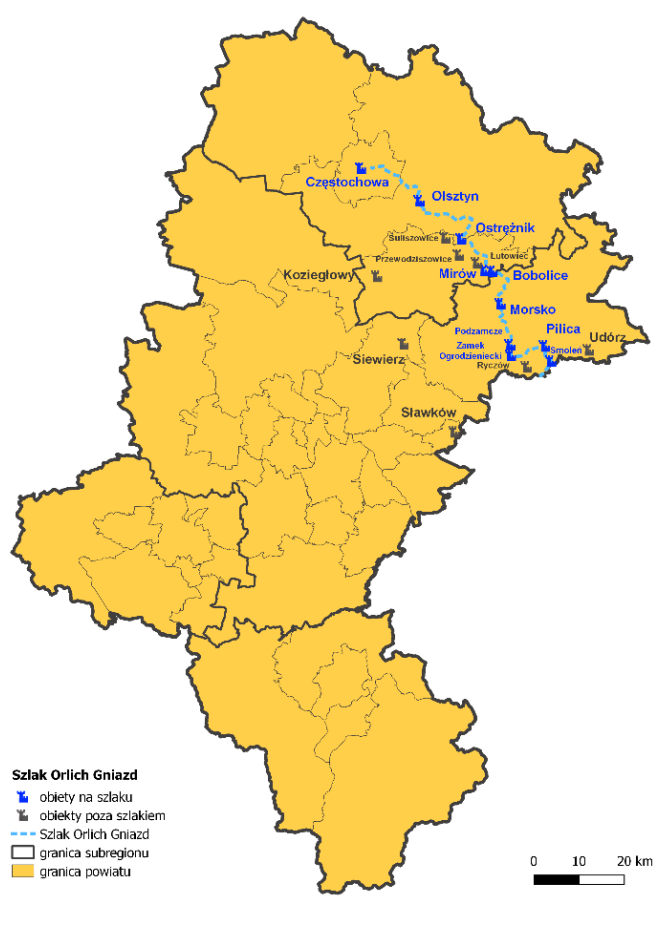 Częstochowa
Olsztyn
Ostrężnik
Suliszowice
Lutowiec
Przewodziszowice
Koziegłowy
Mirów
Bobolice
Morsko
Podzamcze
Pilica
Udórz
Zamek
Ogrodzieniecki
Smoleń
Siewierz
Ryczów
Sławków
Szlak Orlich Gniazd
obiety na szlaku
obiekty poza szlakiem
Szlak Orlich Gniazd
granica subregionu
granica powiatu
0 10 20 km